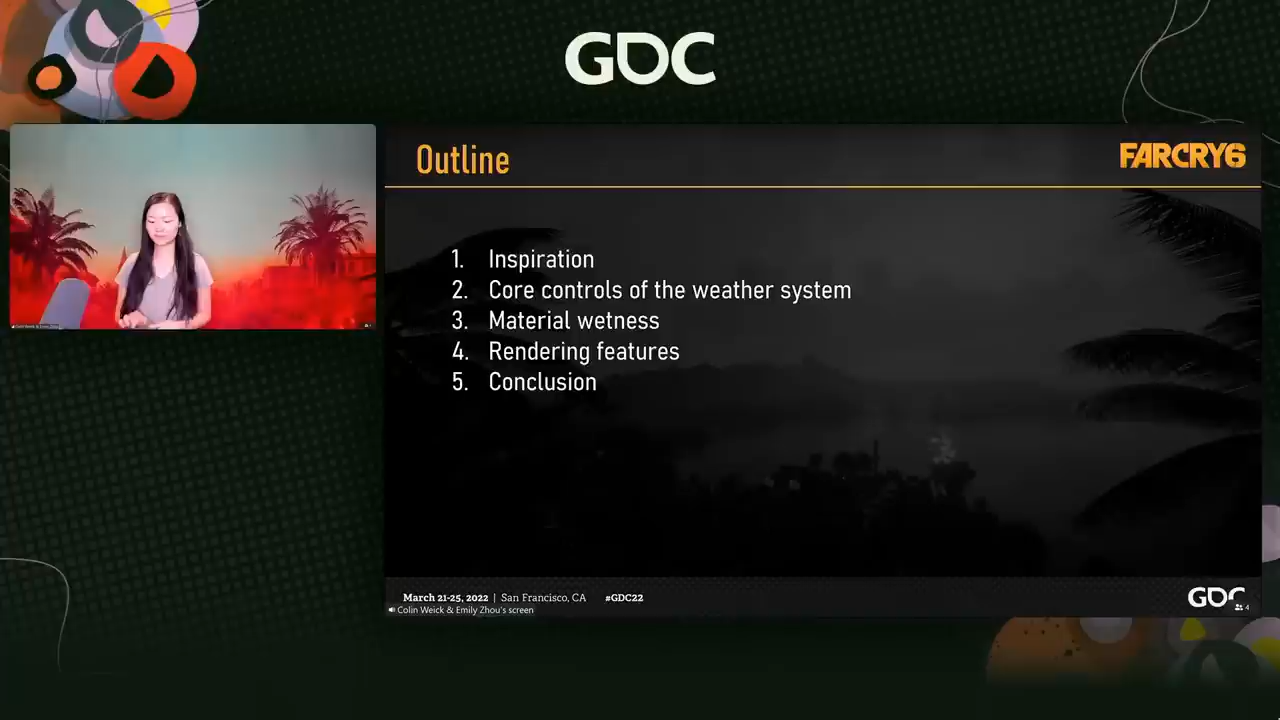 GDC
Outline
FARCRY6
1. Inspiration
2. Core controls of the weather system
3. Material wetness
4. Rendering features
5. Conclusion
March 21-25, 2022 | San Francisco, CA #GDC22
GDC
Colin Weick & Emily Zhou's screen
4